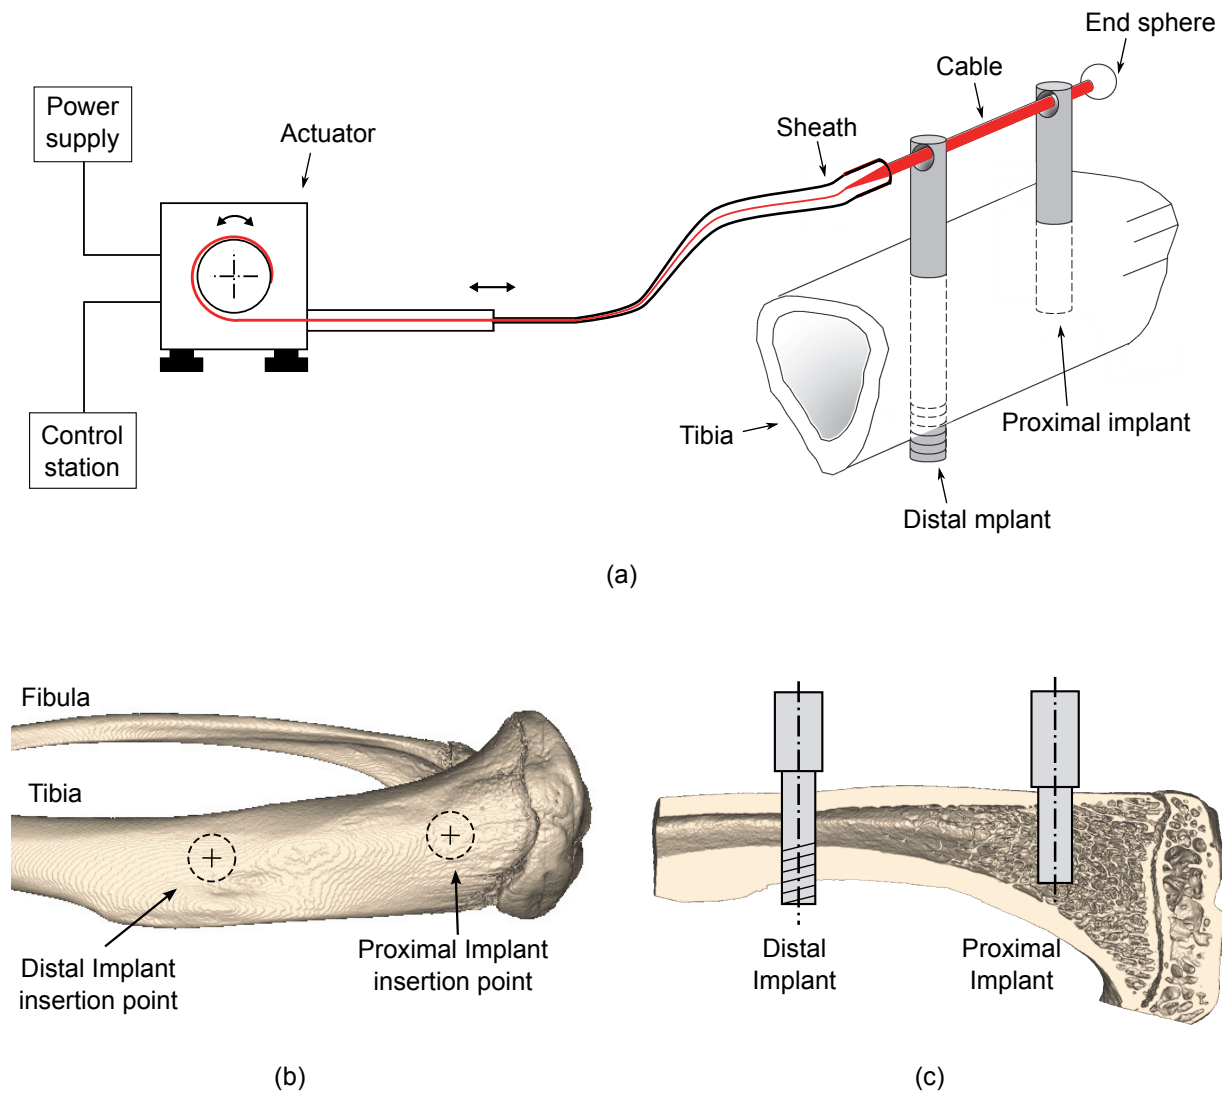 End sphere
Cable
Power
supply
Actuator
Sheath
Control
station
Tibia
Proximal implant
Distal mplant
(a)
Fibula
Tibia
Distal Implant
insertion point
Proximal Implant
insertion point
Distal
Implant
Proximal
Implant
(b)
(c)